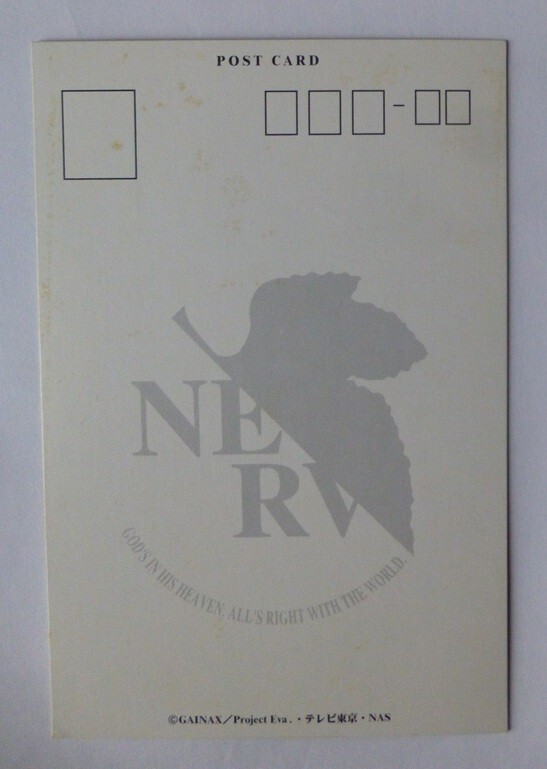 POST CARD
NERV
GOD'S IN HIS HEAVEN. ALL'S RIGHT WITH THE WORLD.
©GAINAX／Project Eva.・テレビ東京・NAS